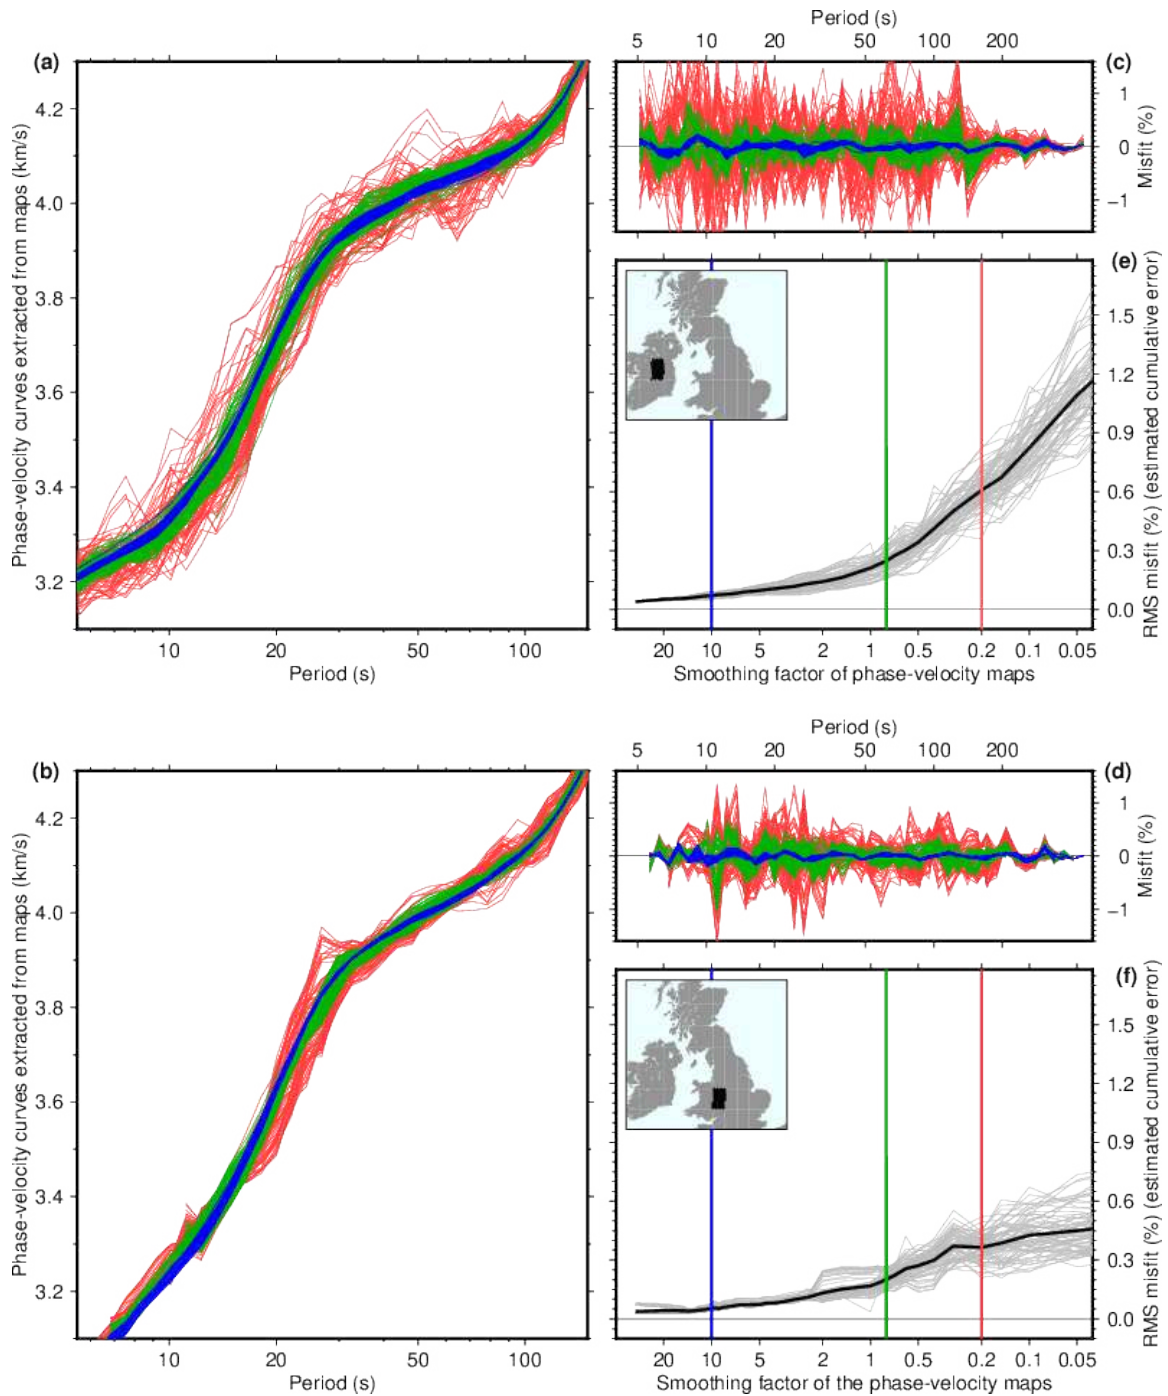 (a)
Phase-velocity curves extracted from maps (km/s)
4.2
4.0
3.8
3.6
3.4
3.2
10 20 50 100
Period (s)
Period (s)
5 10 20 50 100 200
(c)
1
0
−1
Misfit (%)
(e)
1.5
1.2
0.9
0.6
0.3
0.0
RMS misfit (%) (estimated cumulative error)
20 10 5 2 1 0.5 0.2 0.1 0.05
Smoothing factor of phase-velocity maps
(b)
Phase-velocity curves extracted from maps (km/s)
4.2
4.0
3.8
3.6
3.4
3.2
10 20 50 100
Period (s)
Period (s)
5 10 20 50 100 200
(d)
1
0
−1
Misfit (%)
(f)
1.5
1.2
0.9
0.6
0.3
0.0
RMS misfit (%) (estimated cumulative error)
20 10 5 2 1 0.5 0.2 0.1 0.05
Smoothing factor of the phase-velocity maps